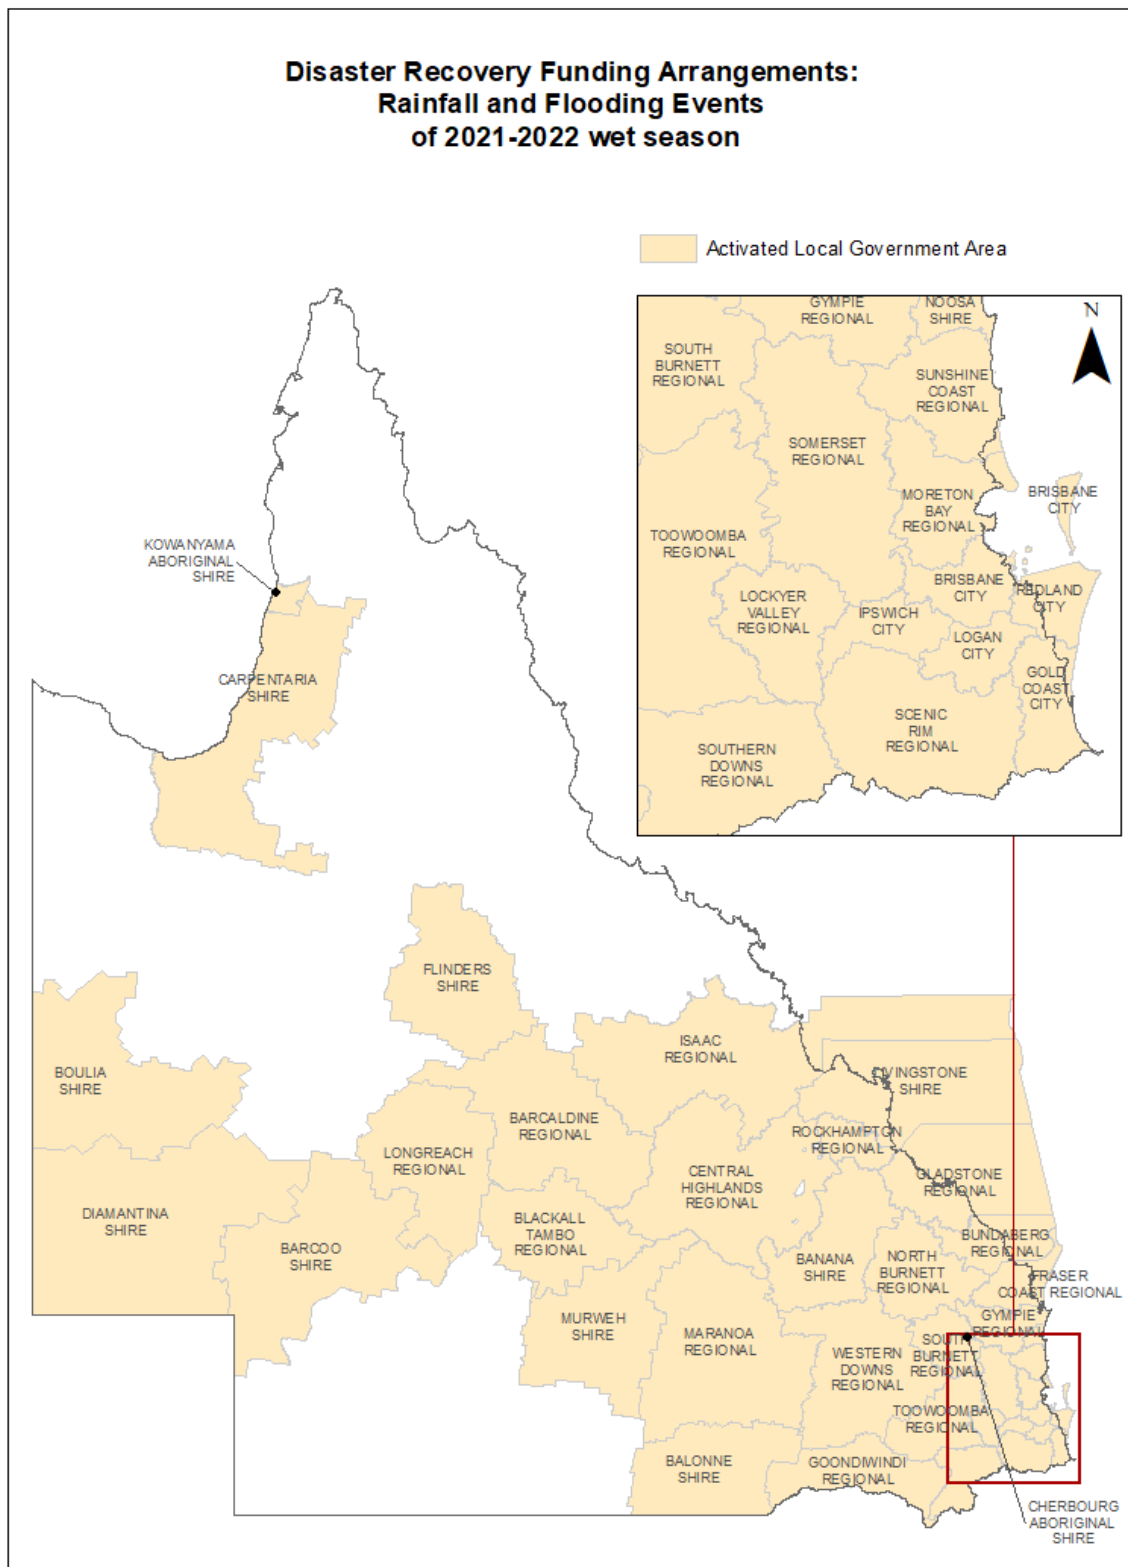 Disaster Recovery Funding Arrangements:
Rainfall and Flooding Events
of 2021-2022 wet season
Activated Local Government Area
N
GYMPIE
REGIONAL
NOOSA
SHIRE
SOUTH
BURNETT
REGIONAL
SUNSHINE
COAST
REGIONAL
SOMERSET
REGIONAL
BRISBANE
CITY
MORETON
BAY
REGIONAL
TOOWOOMBA
REGIONAL
BRISBANE
CITY
REDLAND
CITY
LOCKYER
VALLEY
REGIONAL
IPSWICH
CITY
LOGAN
CITY
GOLD
COAST
CITY
SCENIC
RIM
REGIONAL
SOUTHERN
DOWNS
REGIONAL
KOWANYAMA
ABORIGINAL
SHIRE
CARPENTARIA
SHIRE
FLINDERS
SHIRE
ISAAC
REGIONAL
BOULIA
SHIRE
LIVINGSTONE
SHIRE
BARCALDINE
REGIONAL
LONGREACH
REGIONAL
ROCKHAMPTON
REGIONAL
CENTRAL
HIGHLANDS
REGIONAL
GLADSTONE
REGIONAL
DIAMANTINA
SHIRE
BLACKALL
TAMBO
REGIONAL
BARCOO
SHIRE
BANANA
SHIRE
NORTH
BURNETT
REGIONAL
BUNDABERG
REGIONAL
FRASER
COAST REGIONAL
GYMPIE
REGIONAL
MURWEH
SHIRE
MARANOA
REGIONAL
WESTERN
DOWNS
REGIONAL
SOUTH
BURNETT
REGIONAL
TOOWOOMBA
REGIONAL
BALONNE
SHIRE
GOONDIWINDI
REGIONAL
CHERBOURG
ABORIGINAL
SHIRE